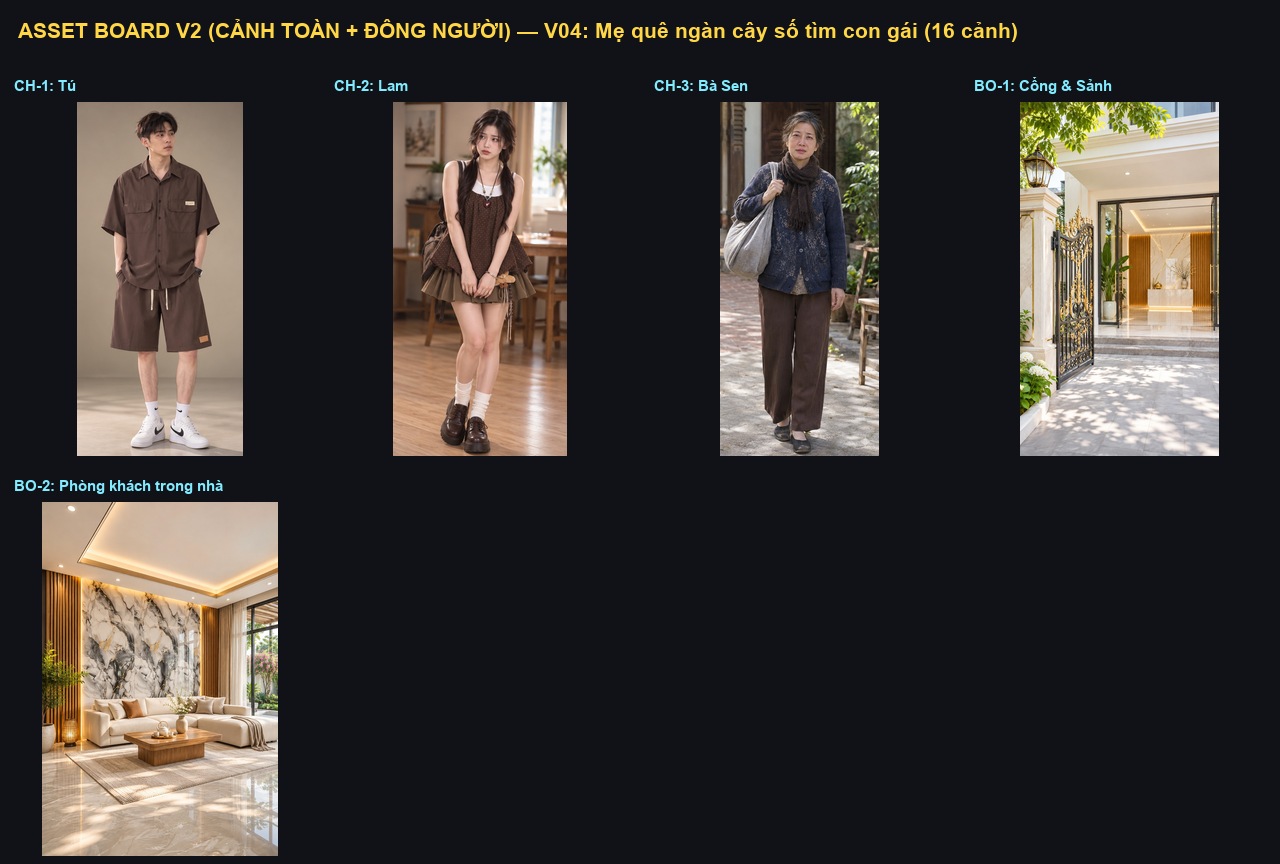 ASSET BOARD V2 (CẢNH TOÀN + ĐÔNG NGƯỜI) — V04: Mẹ quê ngàn cây số tìm con gái (16 cảnh)
CH-1: Tú
CH-2: Lam
CH-3: Bà Sen
BO-1: Cổng & Sảnh
BO-2: Phòng khách trong nhà